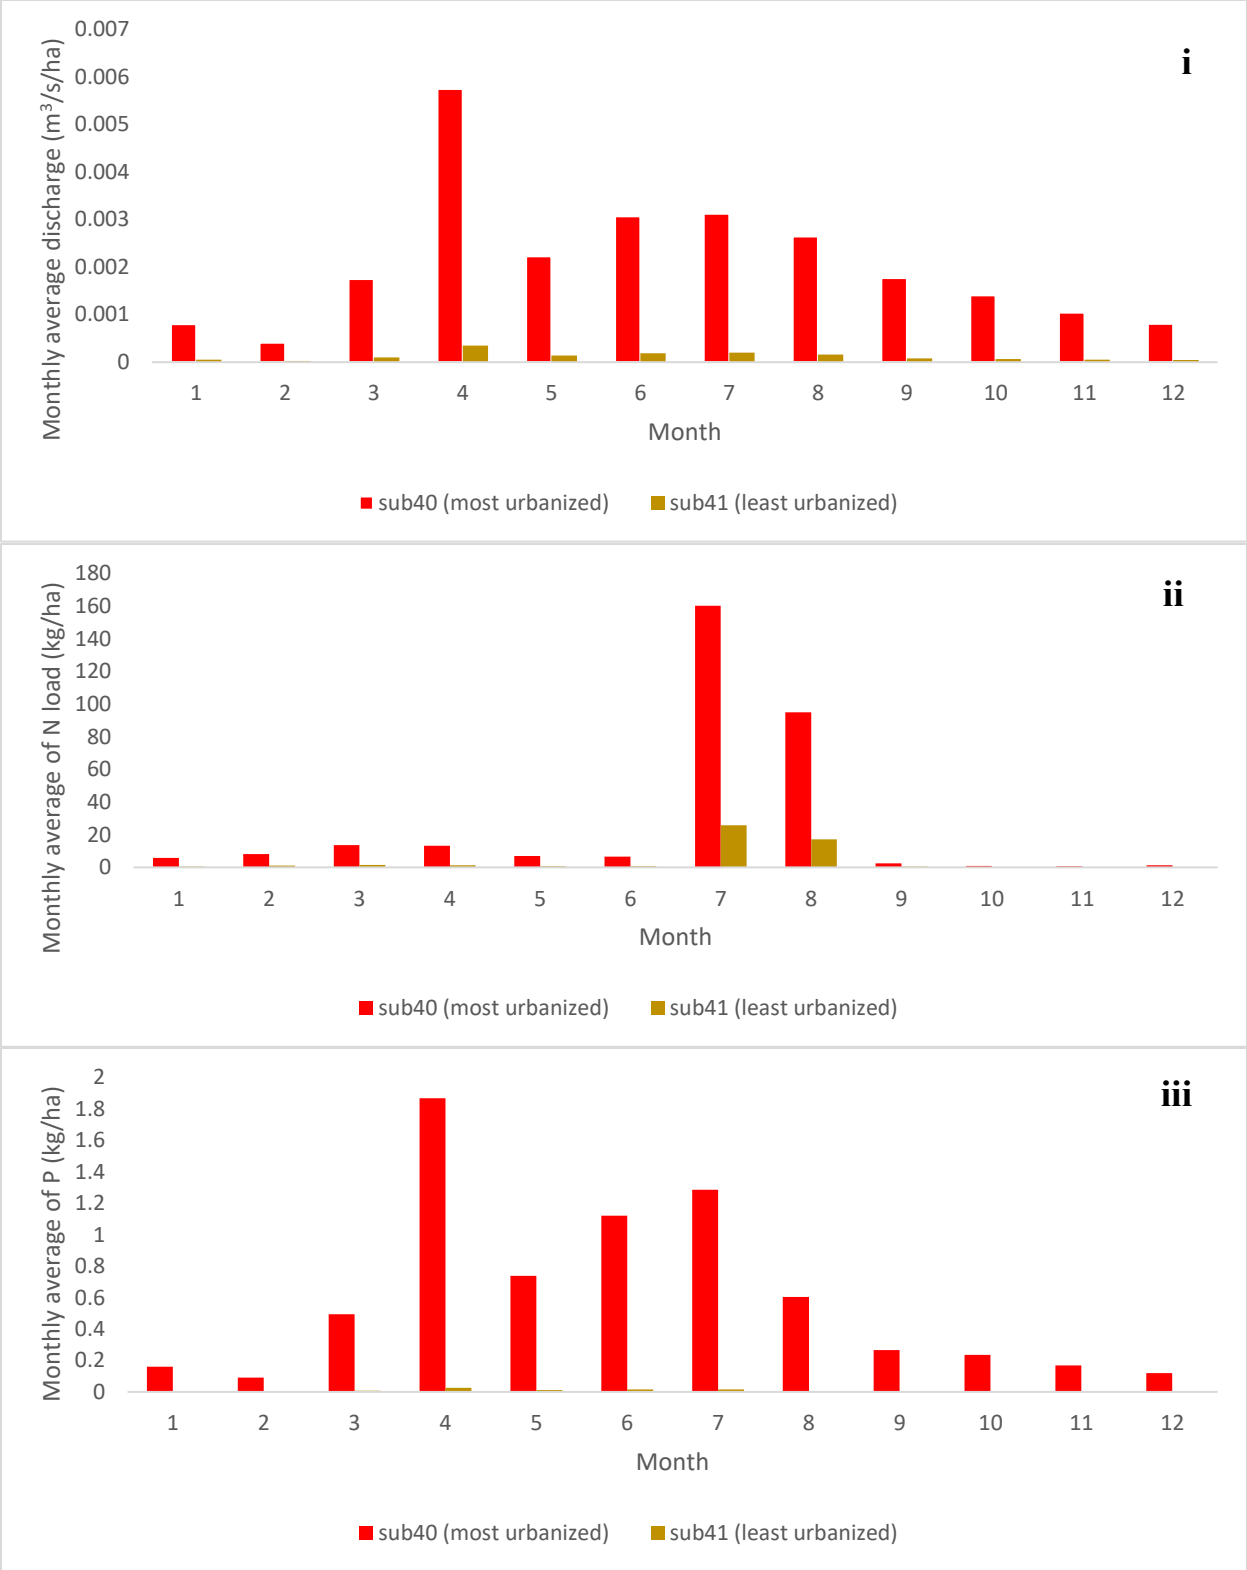 Monthly average discharge (m³/s/ha)
0.007
0.006
0.005
0.004
0.003
0.002
0.001
0
i
1 2 3 4 5 6 7 8 9 10 11 12
Month
sub40 (most urbanized) sub41 (least urbanized)
Monthly average of N load (kg/ha)
180
160
140
120
100
80
60
40
20
0
ii
1 2 3 4 5 6 7 8 9 10 11 12
Month
sub40 (most urbanized) sub41 (least urbanized)
Monthly average of P (kg/ha)
2
1.8
1.6
1.4
1.2
1
0.8
0.6
0.4
0.2
0
iii
1 2 3 4 5 6 7 8 9 10 11 12
Month
sub40 (most urbanized) sub41 (least urbanized)